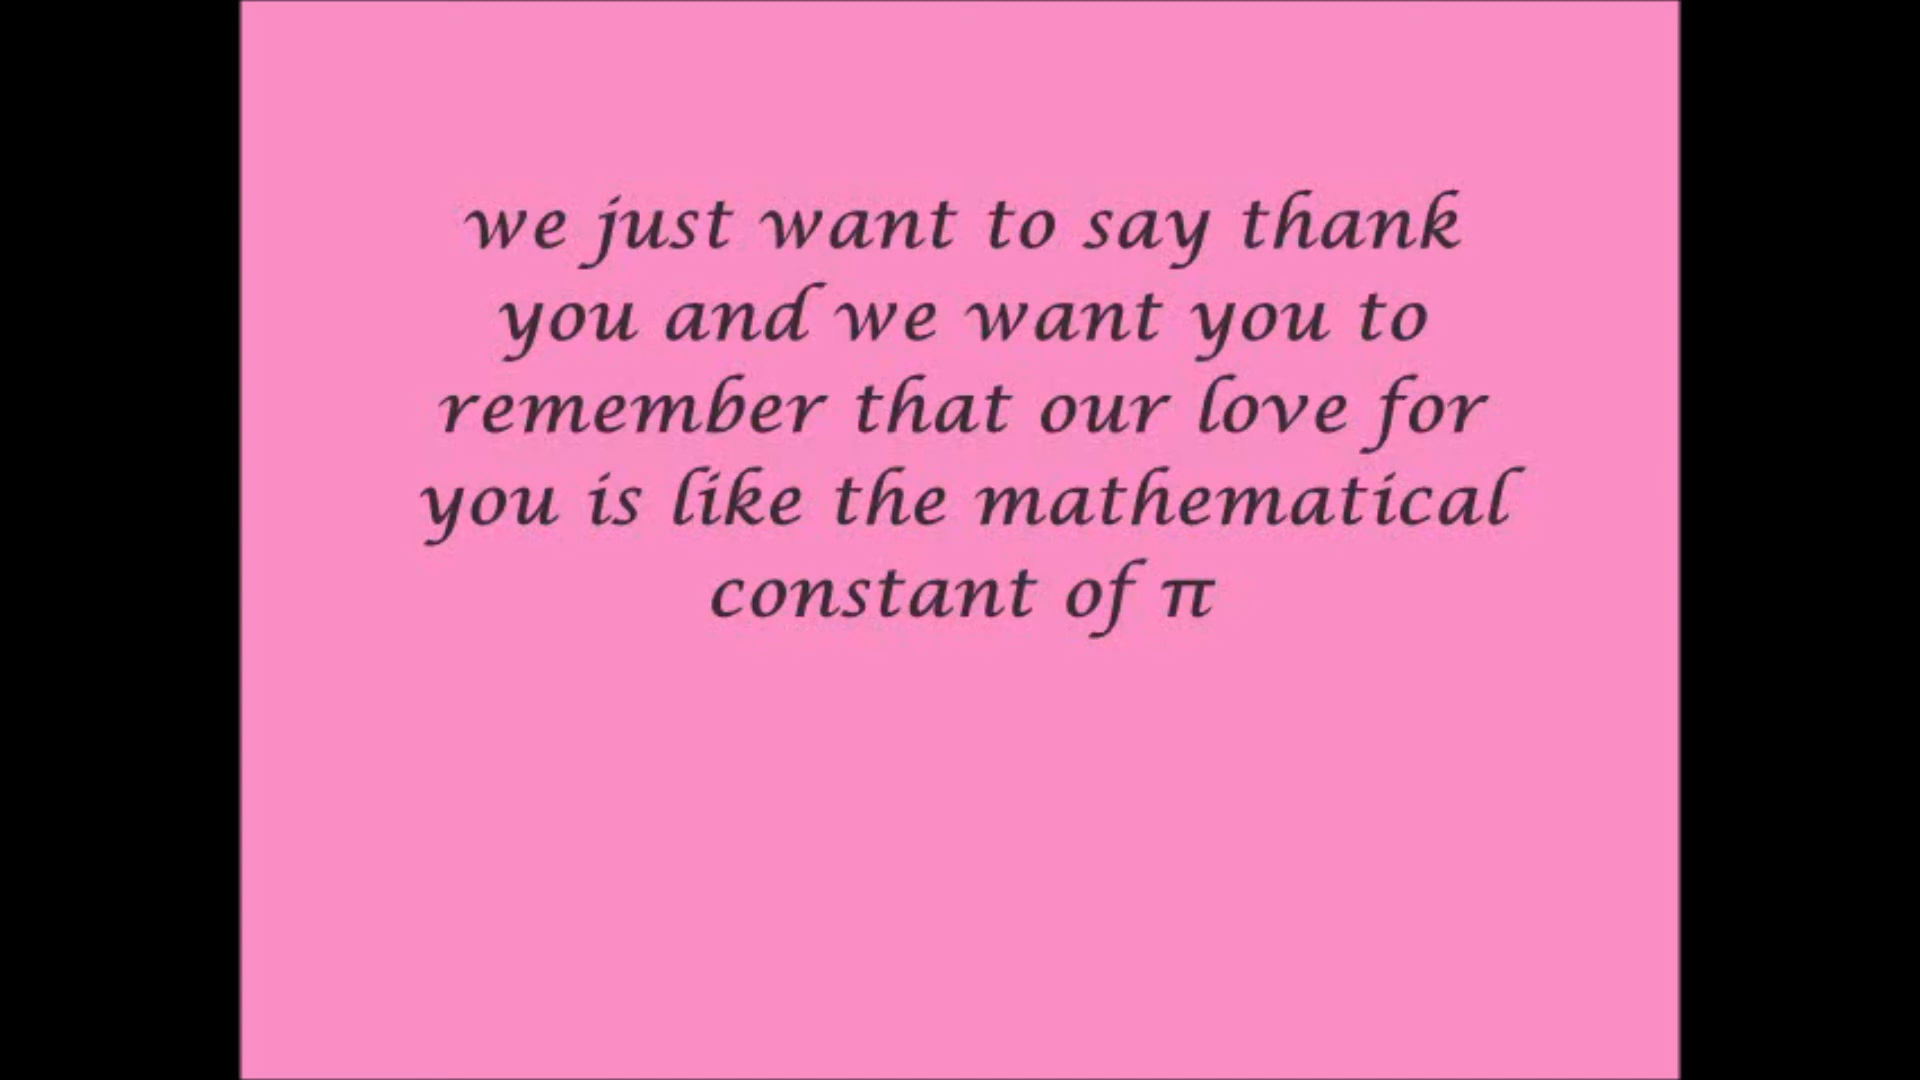 we just want to say thank
you and we want you to
remember that our love for
you is like the mathematical
constant of π